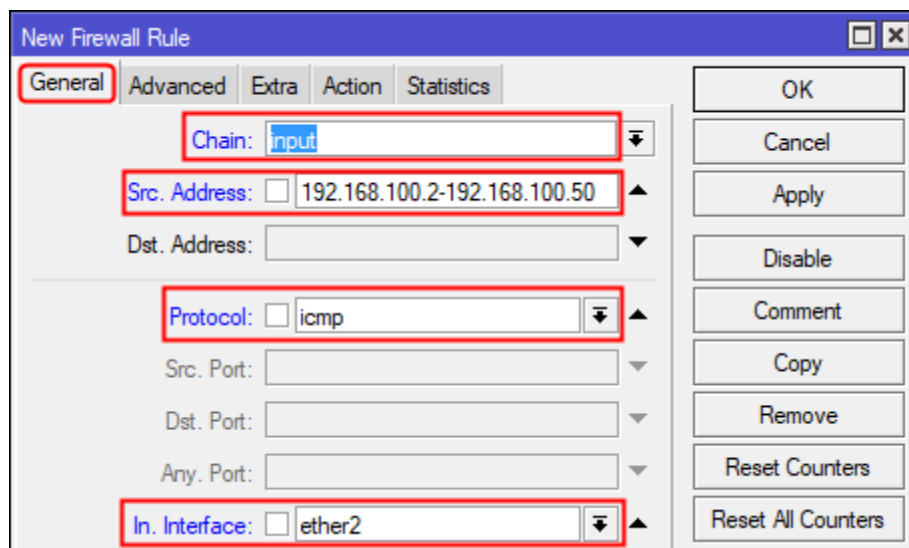 New Firewall Rule
General Advanced Extra Action Statistics
OK
Chain: input
Cancel
Src. Address: 192.168.100.2-192.168.100.50
Apply
Dst. Address:
Disable
Protocol: icmp
Comment
Src. Port:
Copy
Dst. Port:
Remove
Any. Port:
Reset Counters
In. Interface: ether2
Reset All Counters